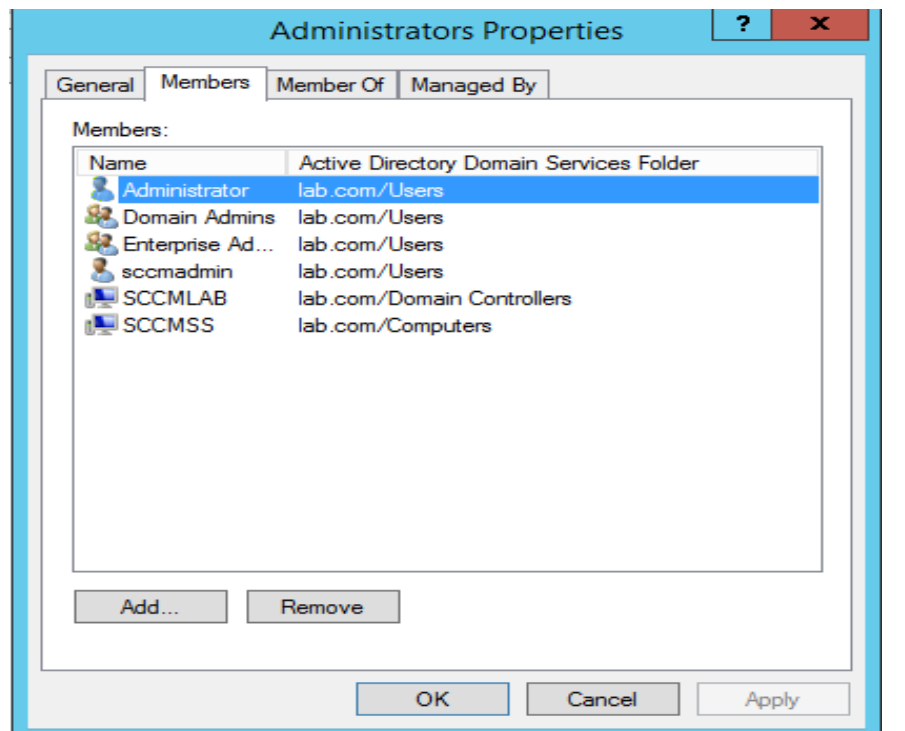 Administrators Properties ? x
General Members Member Of Managed By
Members:
Name Active Directory Domain Services Folder
Administrator lab.com/Users
Domain Admins lab.com/Users
Enterprise Ad... lab.com/Users
sccmadmin lab.com/Users
SCCMLAB lab.com/Domain Controllers
SCCMSS lab.com/Computers
Add... Remove
OK Cancel Apply